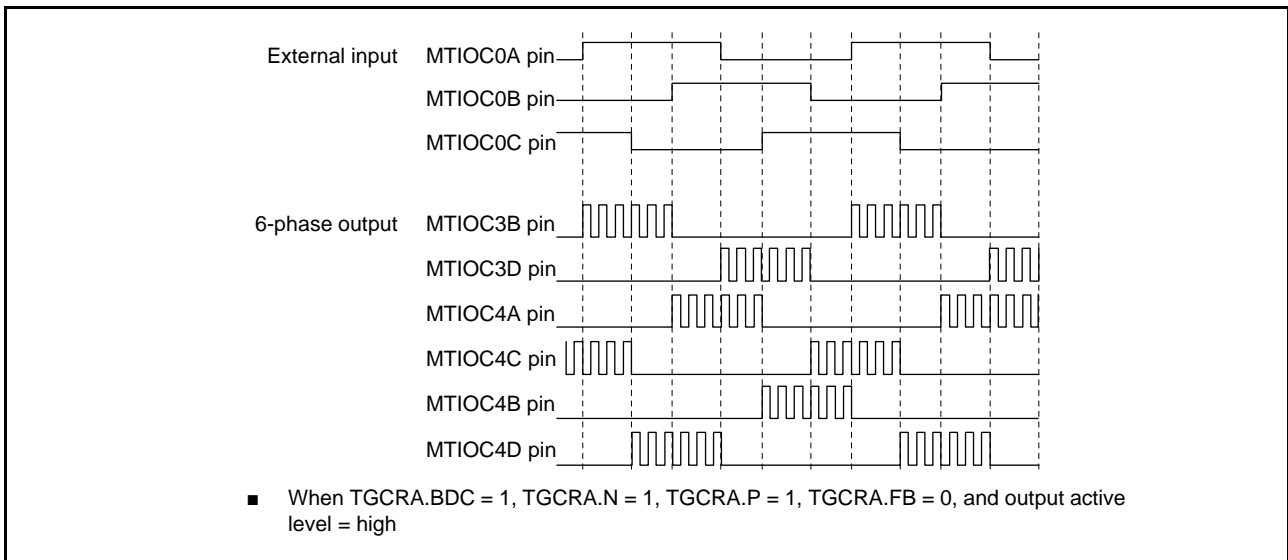 External input MTIOC0A pin
MTIOC0B pin
MTIOC0C pin
6-phase output MTIOC3B pin
MTIOC3D pin
MTIOC4A pin
MTIOC4C pin
MTIOC4B pin
MTIOC4D pin
■ When TGCRA.BDC = 1, TGCRA.N = 1, TGCRA.P = 1, TGCRA.FB = 0, and output active
level = high